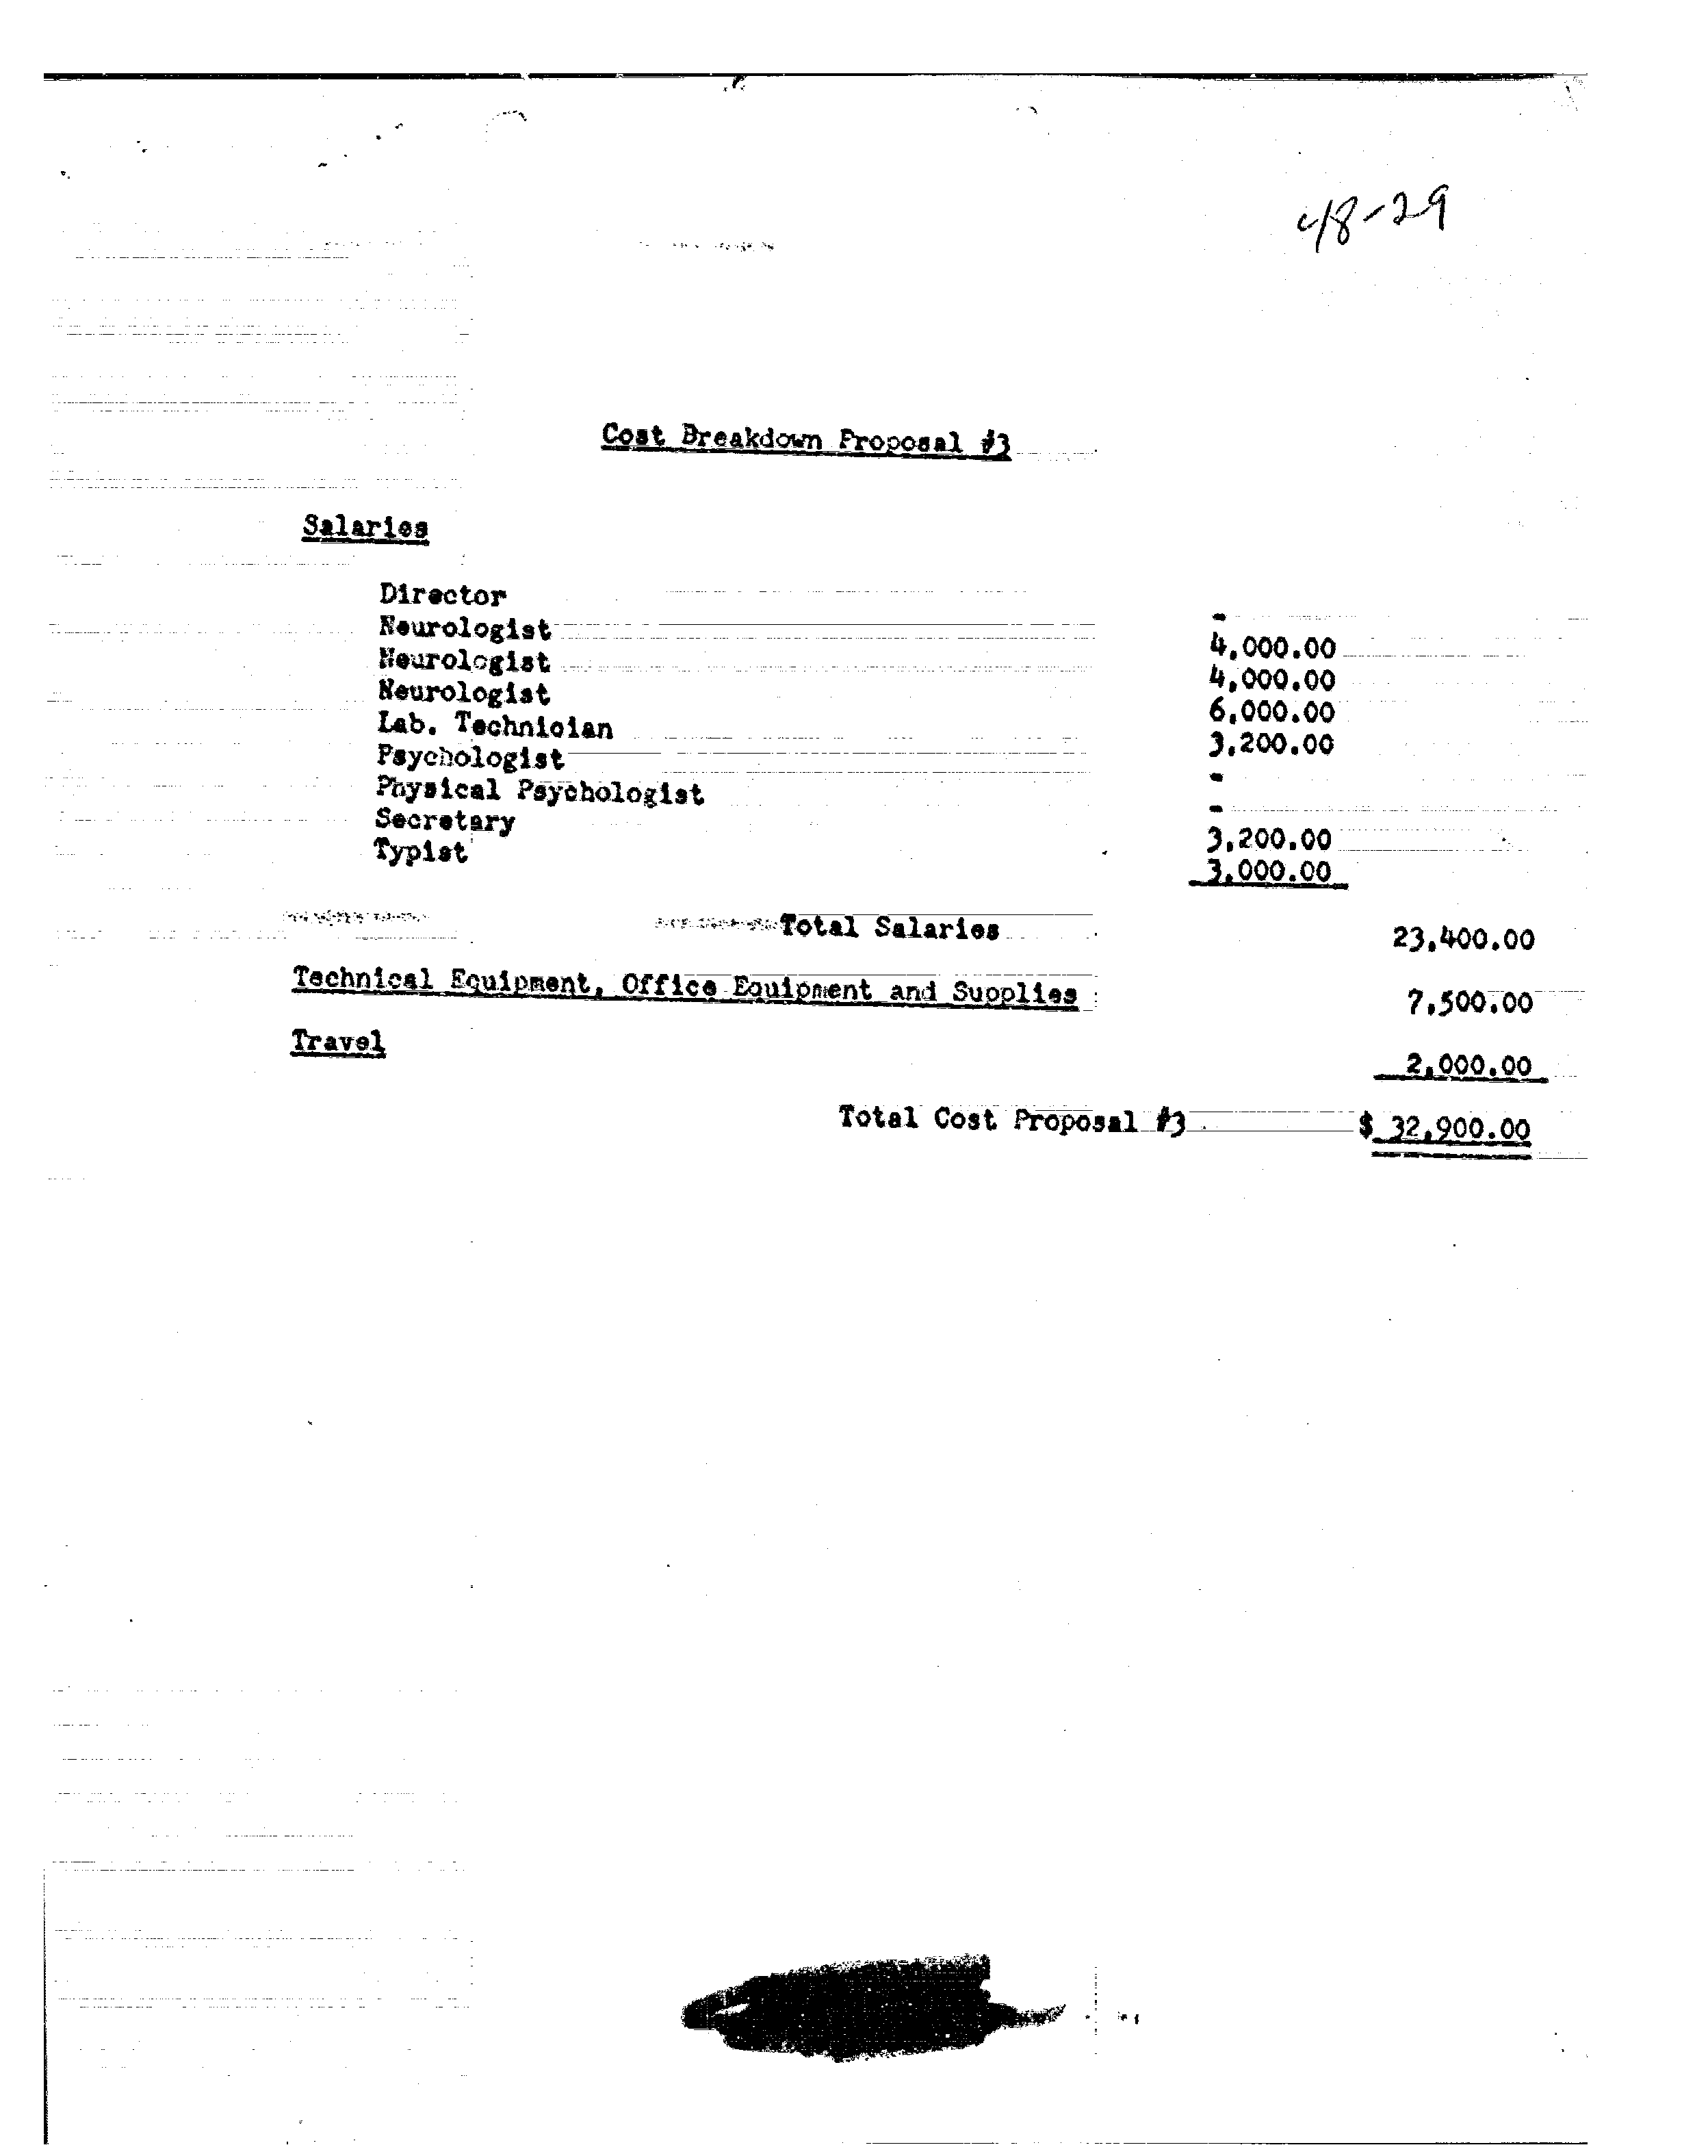 48-29
Cost Breakdown Proposal #3
Salaries
Director -
Neurologist 4,000.00
Neurologist 4,000.00
Neurologist 6,000.00
Lab. Technician 3,200.00
Psychologist -
Physical Psychologist -
Secretary 3,200.00
Typist 3,000.00
Total Salaries 23,400.00
Technical Equipment, Office Equipment and Supplies 7,500.00
Travel 2,000.00
Total Cost Proposal #3 $ 32,900.00